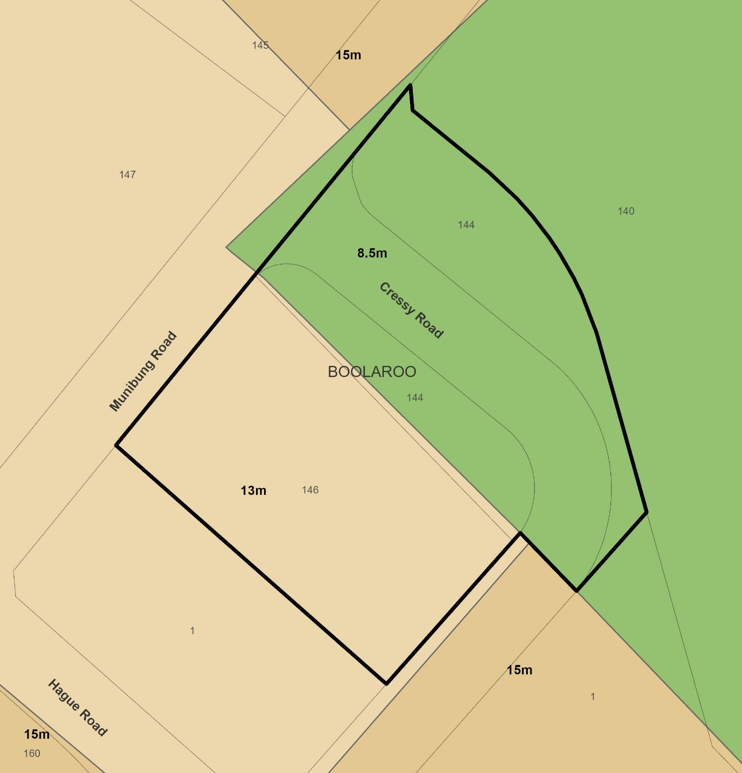 145
15m
147
140
144
8.5m
Cressy Road
Munibung Road
BOOLAROO
144
13m
146
1
15m
1
Hague Road
15m
160